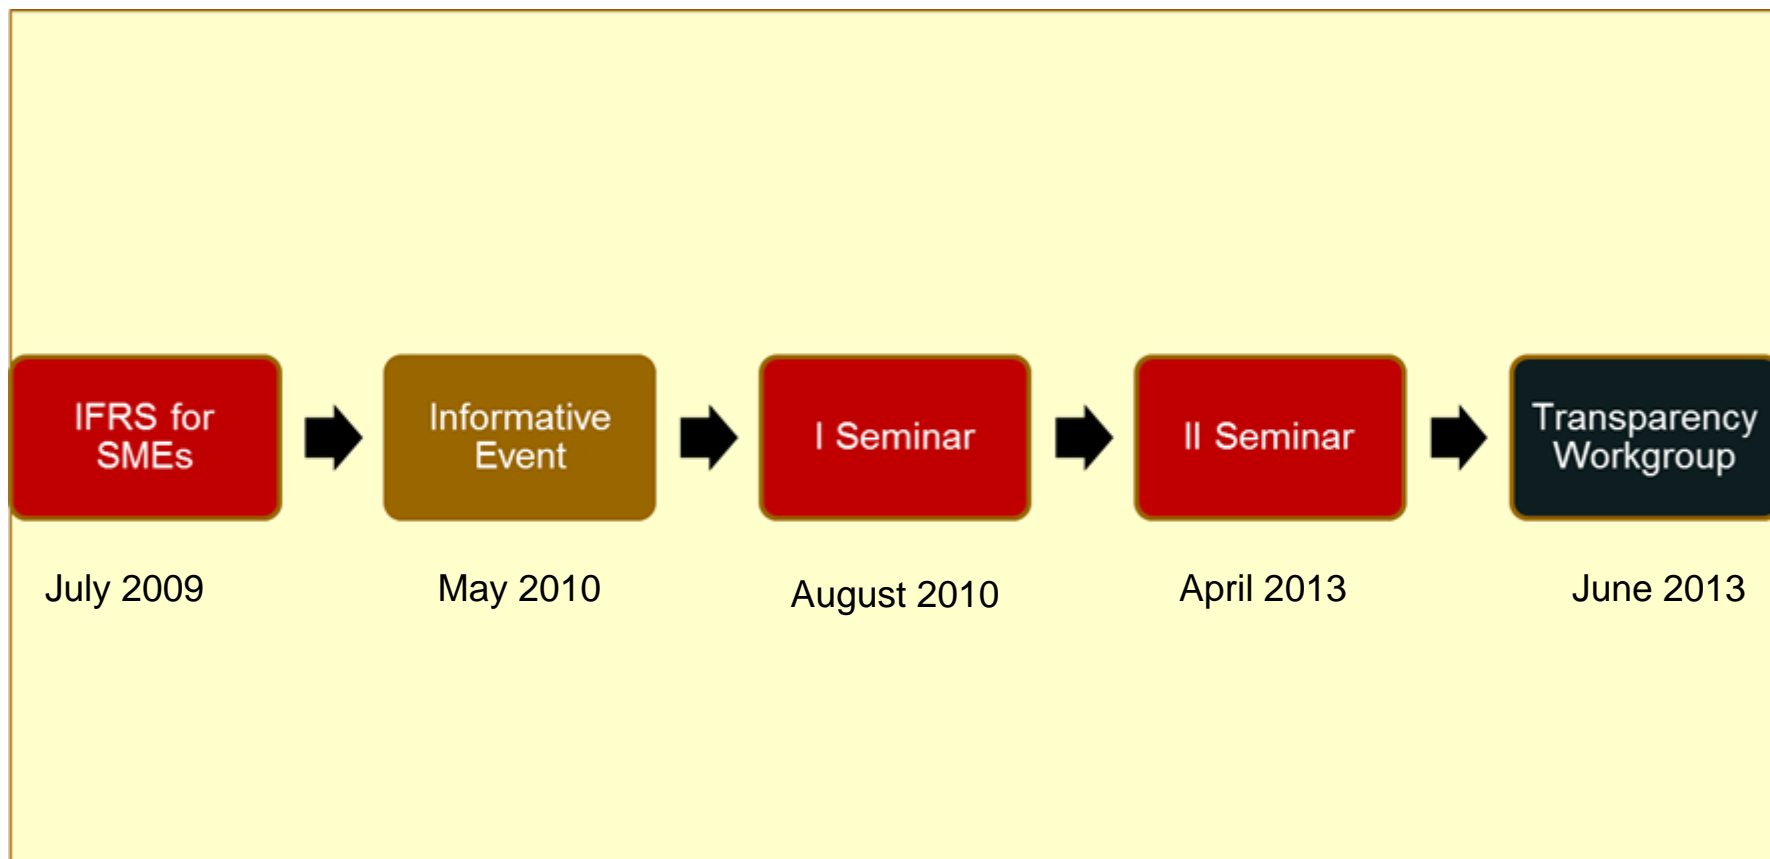 IFRS for
SMEs
Informative
Event
I Seminar
II Seminar
Transparency
Workgroup
July 2009
May 2010
August 2010
April 2013
June 2013